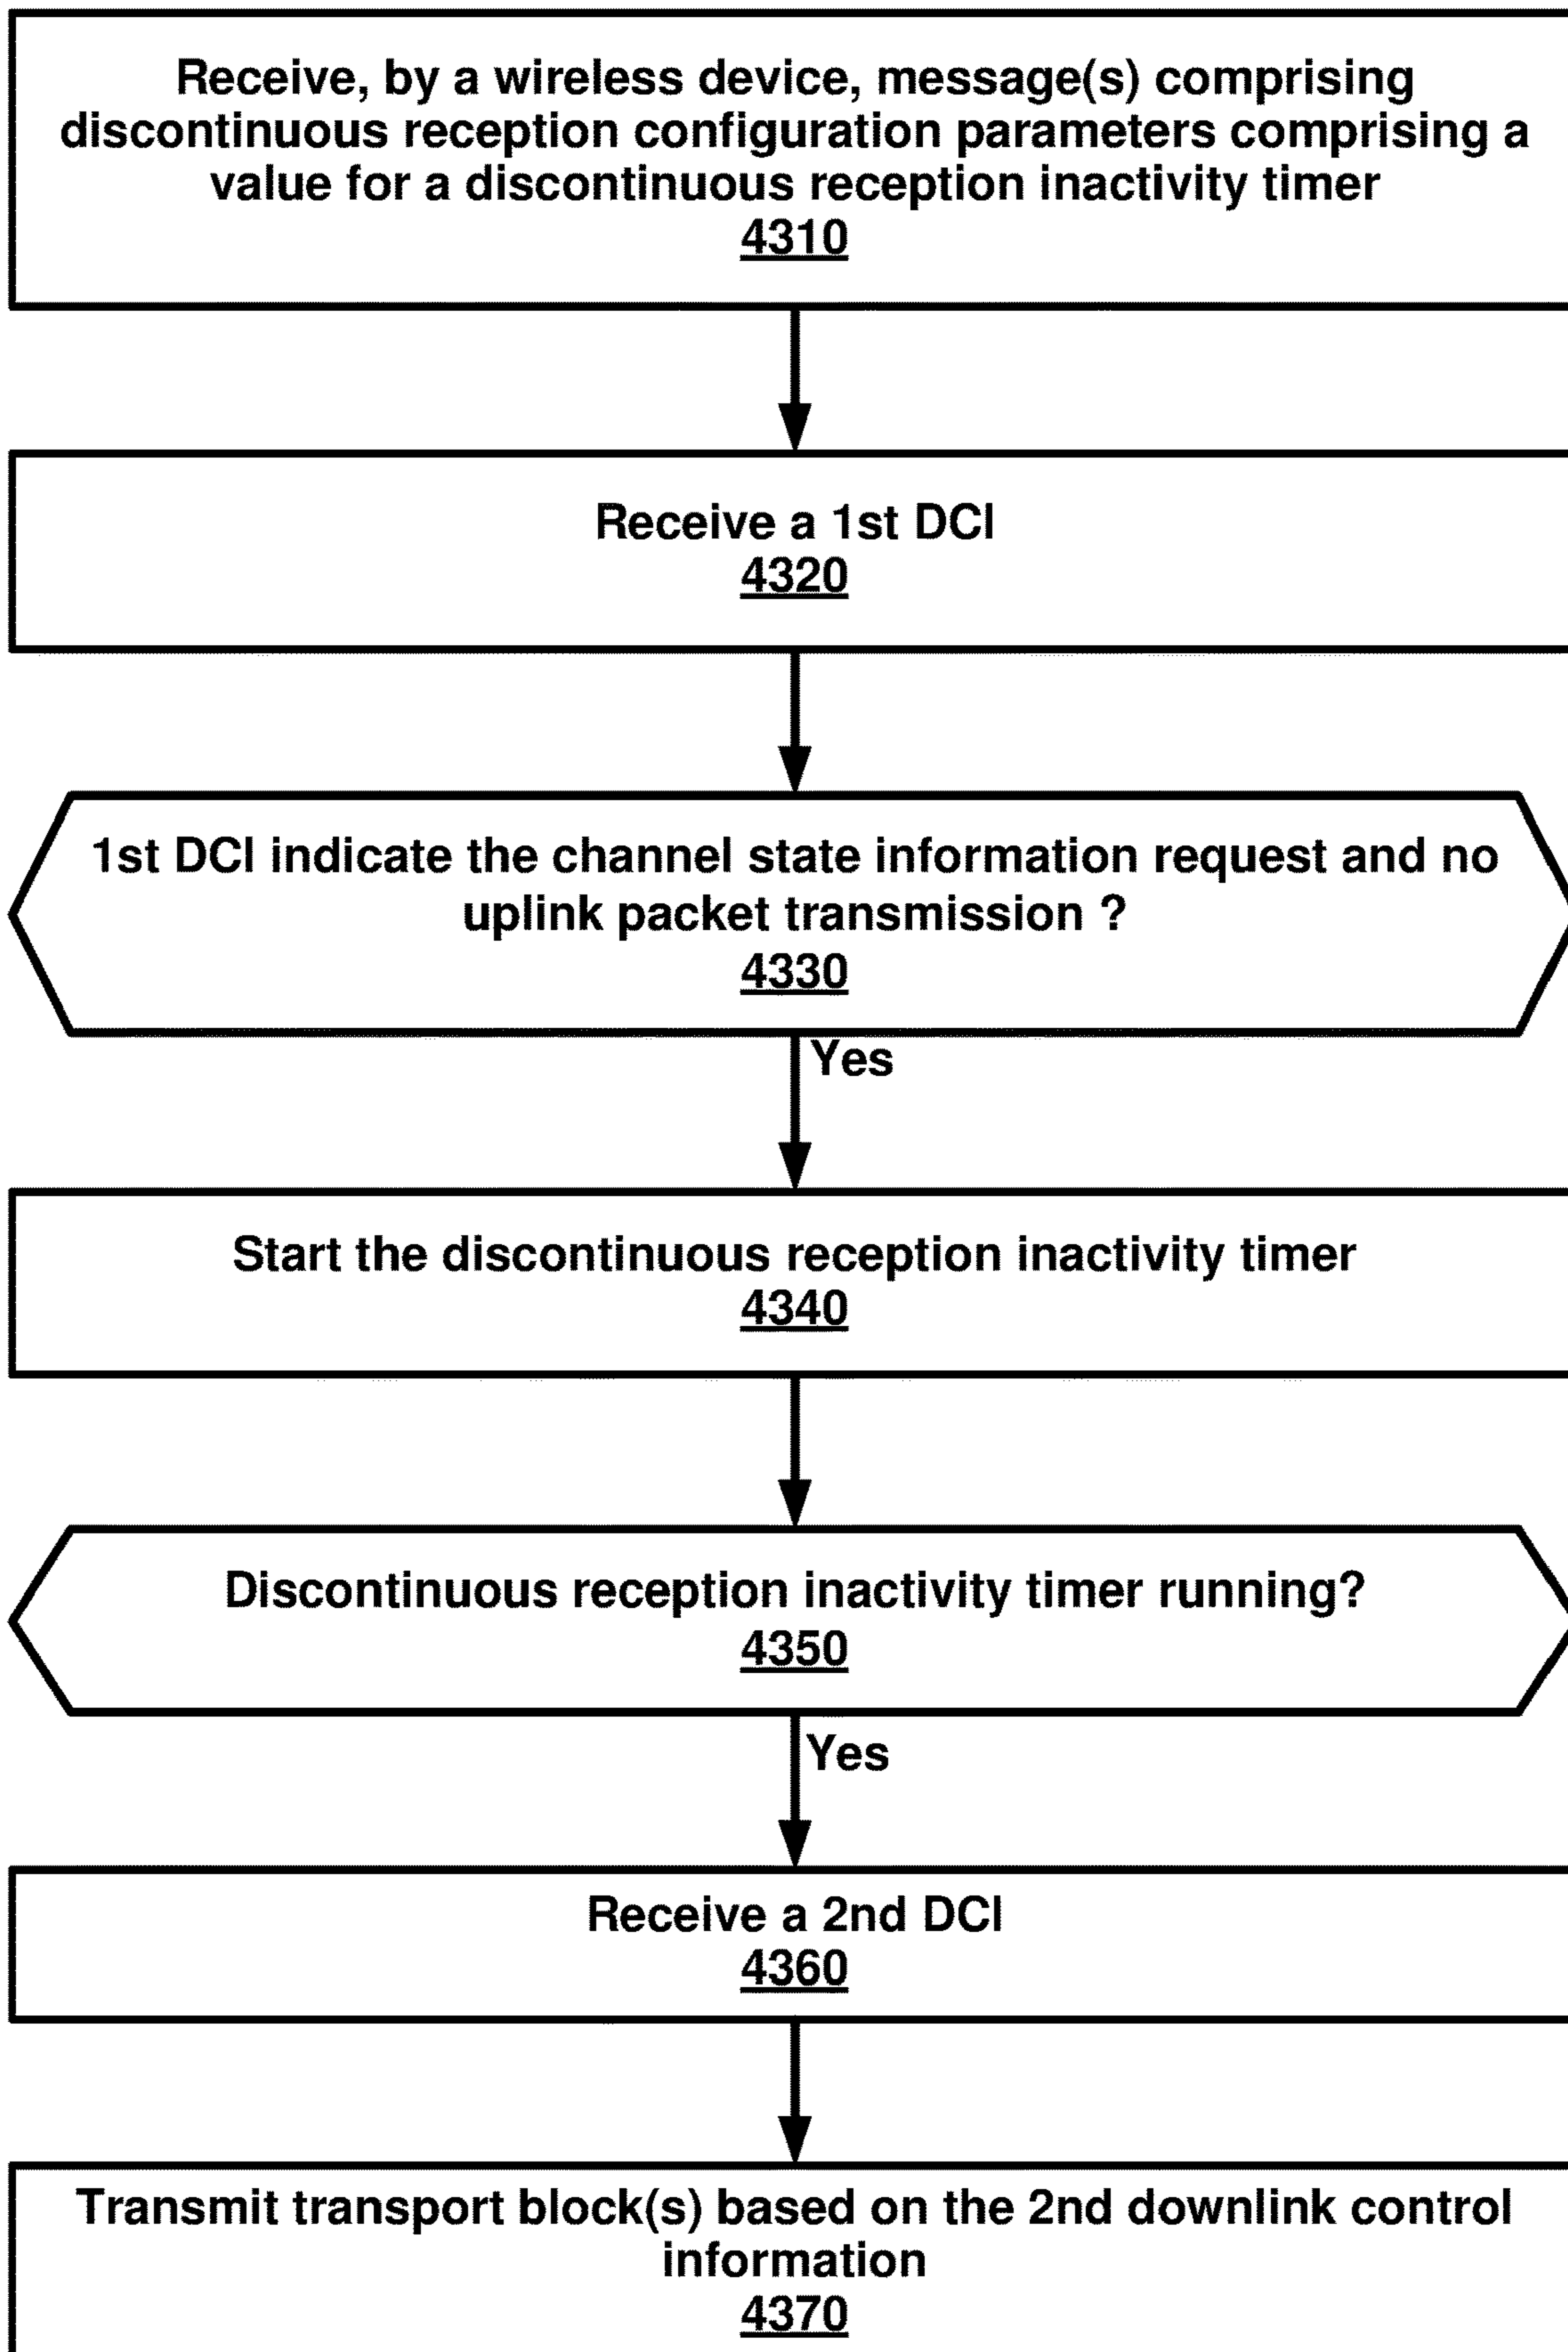 Receive, by a wireless device, message(s) comprising
discontinuous reception configuration parameters comprising a
value for a discontinuous reception inactivity timer
4310
Receive a 1st DCI
4320
1st DCI indicate the channel state information request and no
uplink packet transmission ?
4330
Yes
Start the discontinuous reception inactivity timer
4340
Discontinuous reception inactivity timer running?
4350
Yes
Receive a 2nd DCI
4360
Transmit transport block(s) based on the 2nd downlink control
information
4370